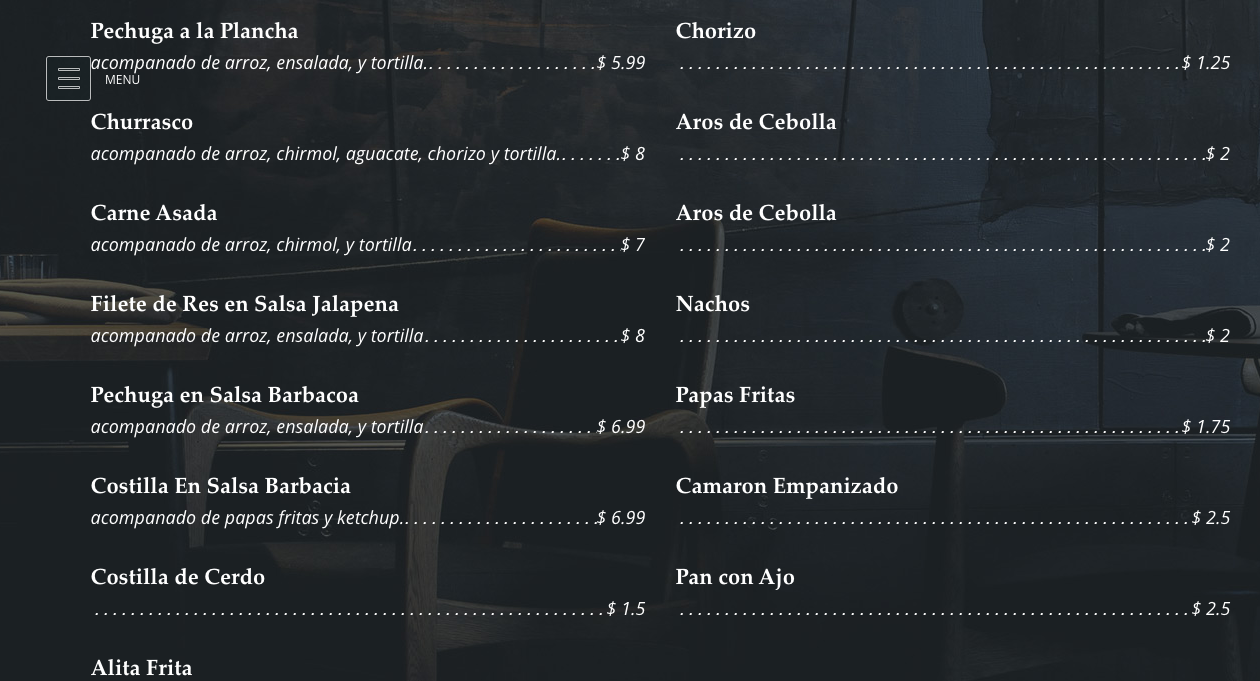 Pechuga a la Plancha
acompanado de arroz, ensalada, y tortilla. . . . . . . . . . . . . . . . . . . .$ 5.99
MENÚ
Churrasco
acompanado de arroz, chirmol, aguacate, chorizo y tortilla. . . . . . . .$ 8
Carne Asada
acompanado de arroz, chirmol, y tortilla. . . . . . . . . . . . . . . . . . . . . . . $ 7
Filete de Res en Salsa Jalapena
acompanado de arroz, ensalada, y tortilla. . . . . . . . . . . . . . . . . . . . . . $ 8
Pechuga en Salsa Barbacoa
acompanado de arroz, ensalada, y tortilla. . . . . . . . . . . . . . . . . . . $ 6.99
Costilla En Salsa Barbacia
acompanado de papas fritas y ketchup. . . . . . . . . . . . . . . . . . . . . . .$ 6.99
Costilla de Cerdo
. . . . . . . . . . . . . . . . . . . . . . . . . . . . . . . . . . . . . . . . . . . . . . . . . . . . . . . . . $ 1.5
Alita Frita
Chorizo
. . . . . . . . . . . . . . . . . . . . . . . . . . . . . . . . . . . . . . . . . . . . . . . . . . . . . . . .$ 1.25
Aros de Cebolla
. . . . . . . . . . . . . . . . . . . . . . . . . . . . . . . . . . . . . . . . . . . . . . . . . . . . . . . . . . .$ 2
Aros de Cebolla
. . . . . . . . . . . . . . . . . . . . . . . . . . . . . . . . . . . . . . . . . . . . . . . . . . . . . . . . . . .$ 2
Nachos
. . . . . . . . . . . . . . . . . . . . . . . . . . . . . . . . . . . . . . . . . . . . . . . . . . . . . . . . . . .$ 2
Papas Fritas
. . . . . . . . . . . . . . . . . . . . . . . . . . . . . . . . . . . . . . . . . . . . . . . . . . . . . . . .$ 1.75
Camaron Empanizado
. . . . . . . . . . . . . . . . . . . . . . . . . . . . . . . . . . . . . . . . . . . . . . . . . . . . . . . . . $ 2.5
Pan con Ajo
. . . . . . . . . . . . . . . . . . . . . . . . . . . . . . . . . . . . . . . . . . . . . . . . . . . . . . . . . $ 2.5